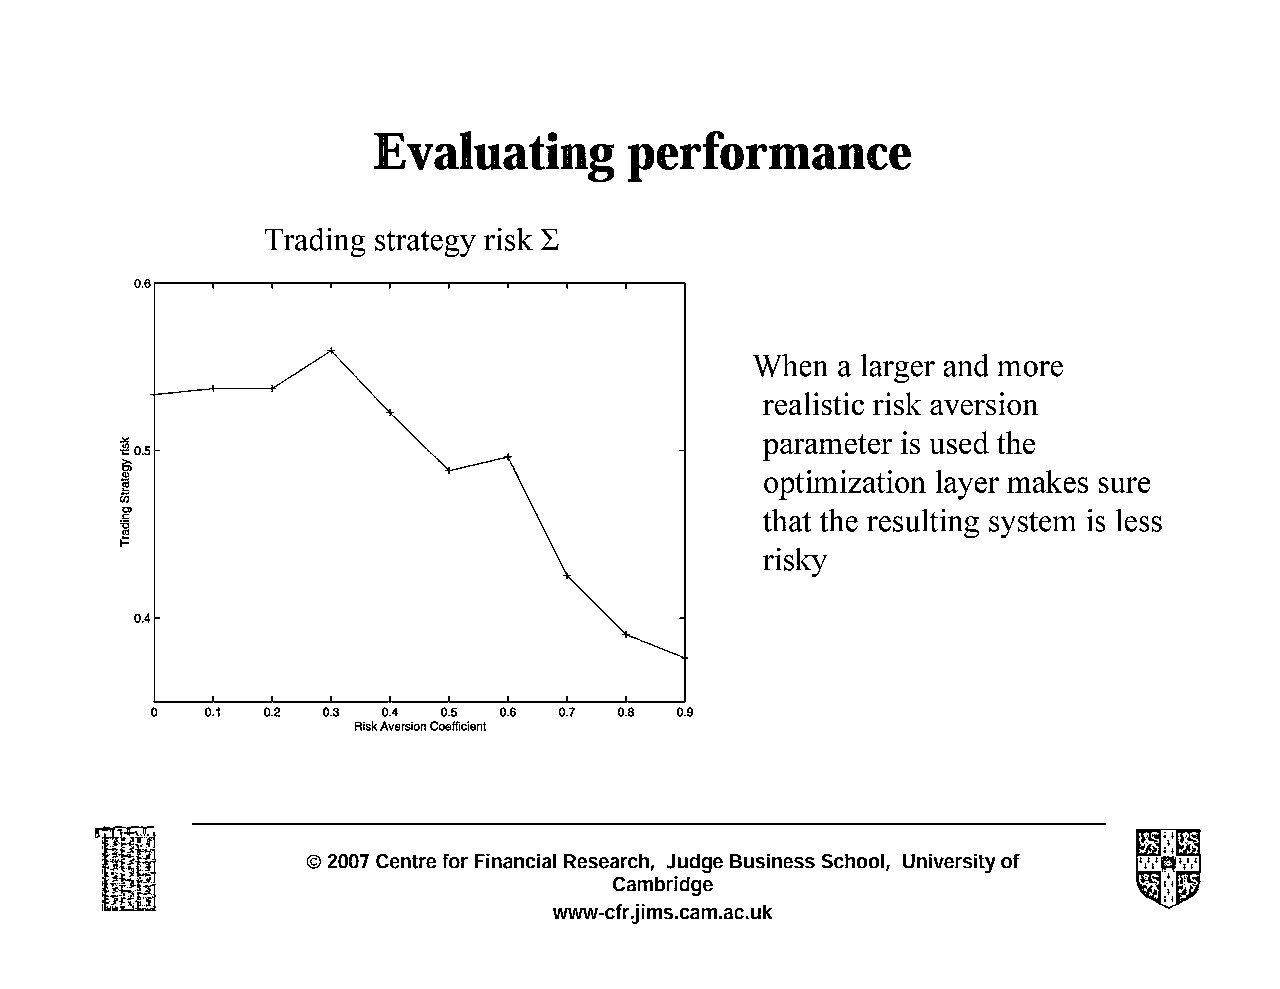 Evaluating performance
Trading strategy risk Σ
0.6
0.5
0.4
Trading Strategy risk
0 0.1 0.2 0.3 0.4 0.5 0.6 0.7 0.8 0.9
Risk Aversion Coefficient
When a larger and more
realistic risk aversion
parameter is used the
optimization layer makes sure
that the resulting system is less
risky
© 2007 Centre for Financial Research, Judge Business School, University of
Cambridge
www-cfr.jims.cam.ac.uk